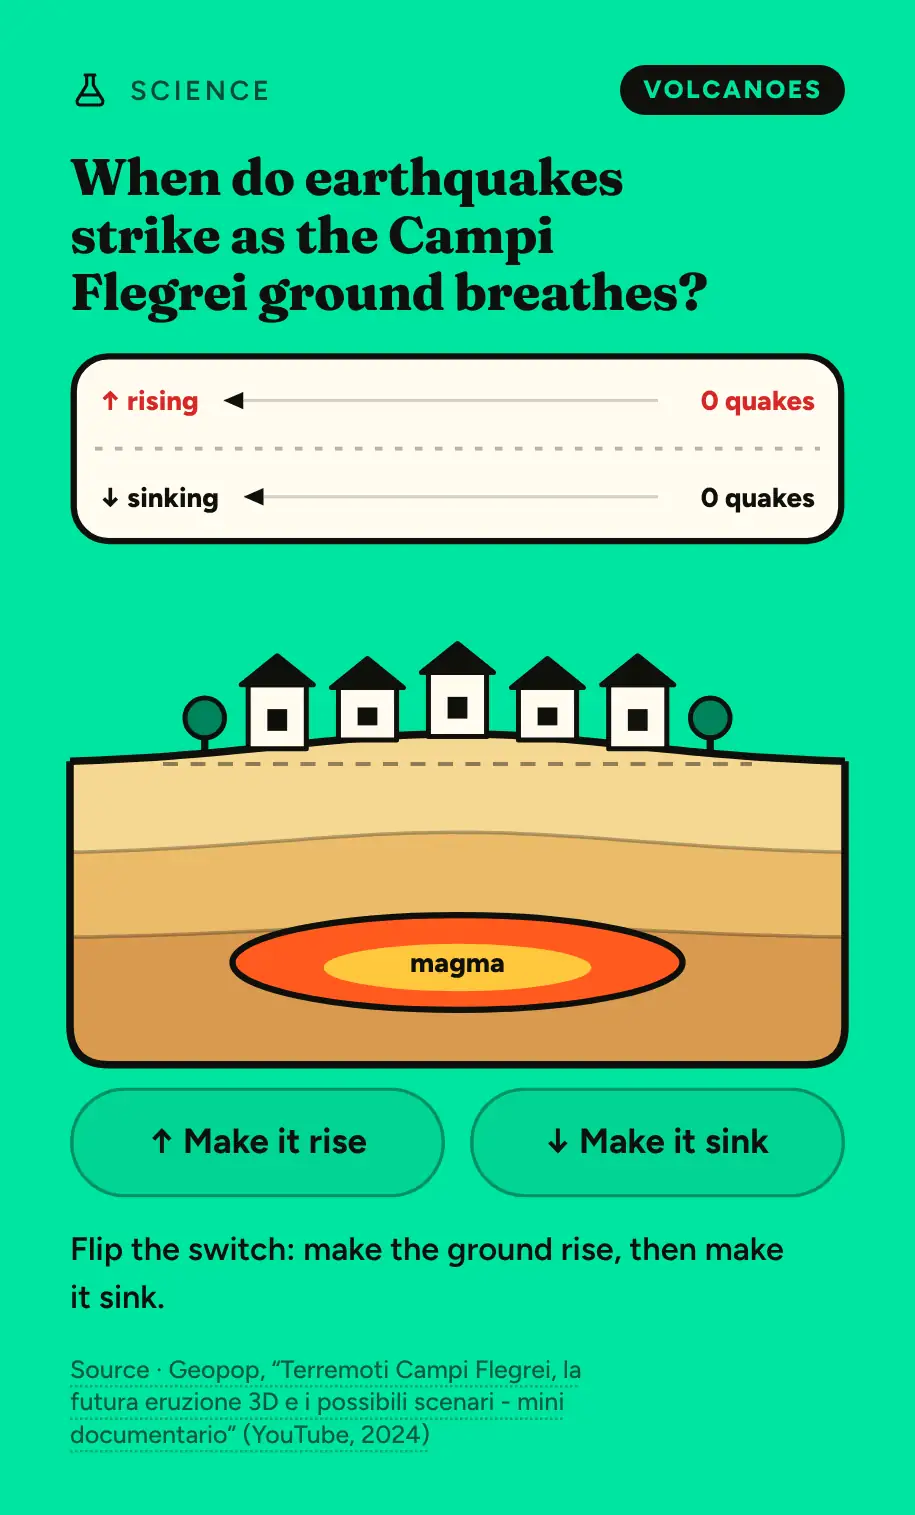 SCIENCE
VOLCANOES
When do earthquakes
strike as the Campi
Flegrei ground breathes?
↑ rising
0 quakes
↓ sinking
0 quakes
magma
↑ Make it rise
↓ Make it sink
Flip the switch: make the ground rise, then make
it sink.
Source · Geopop, “Terremoti Campi Flegrei, la
futura eruzione 3D e i possibili scenari - mini
documentario” (YouTube, 2024)